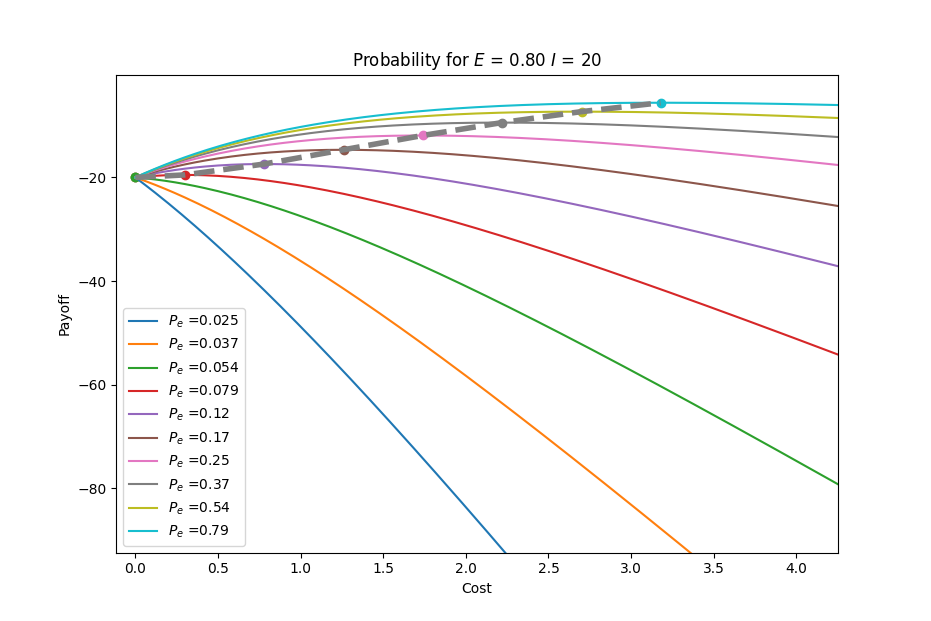 Probability for E = 0.80 I = 20
Payoff
−20
−40
−60
−80
P_e =0.025
P_e =0.037
P_e =0.054
P_e =0.079
P_e =0.12
P_e =0.17
P_e =0.25
P_e =0.37
P_e =0.54
P_e =0.79
0.0 0.5 1.0 1.5 2.0 2.5 3.0 3.5 4.0
Cost